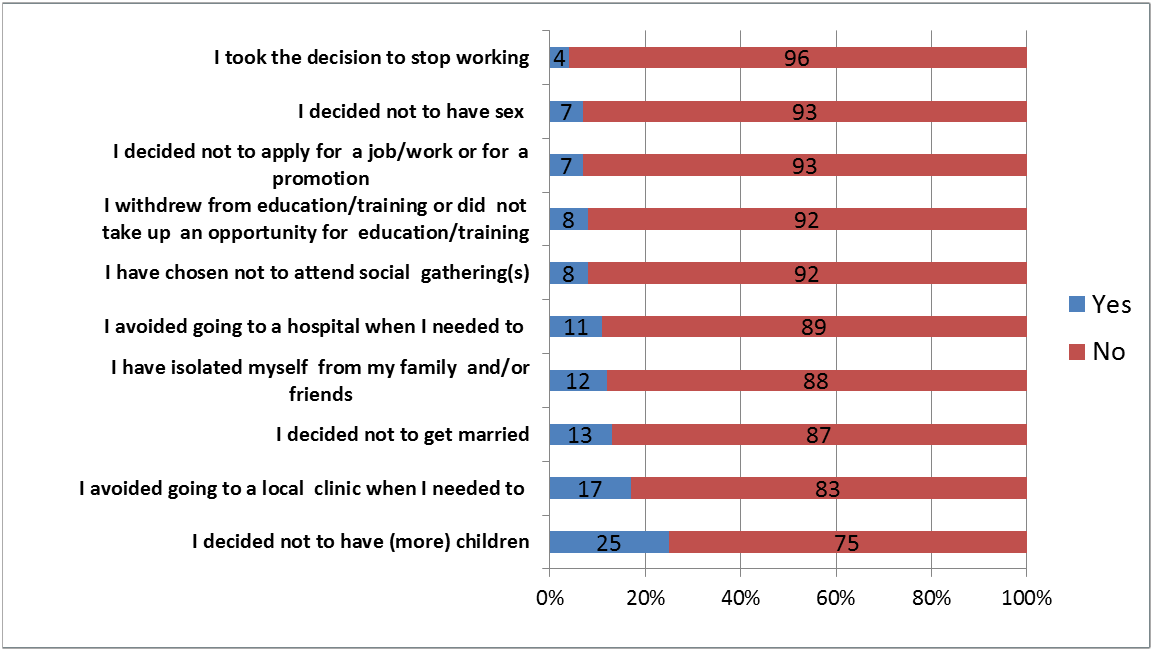 I took the decision to stop working
4 96
I decided not to have sex
7 93
I decided not to apply for a job/work or for a
promotion
7 93
I withdrew from education/training or did not
take up an opportunity for education/training
8 92
I have chosen not to attend social gathering(s)
8 92
I avoided going to a hospital when I needed to
11 89
I have isolated myself from my family and/or
friends
12 88
I decided not to get married
13 87
I avoided going to a local clinic when I needed to
17 83
I decided not to have (more) children
25 75
0% 20% 40% 60% 80% 100%
Yes
No